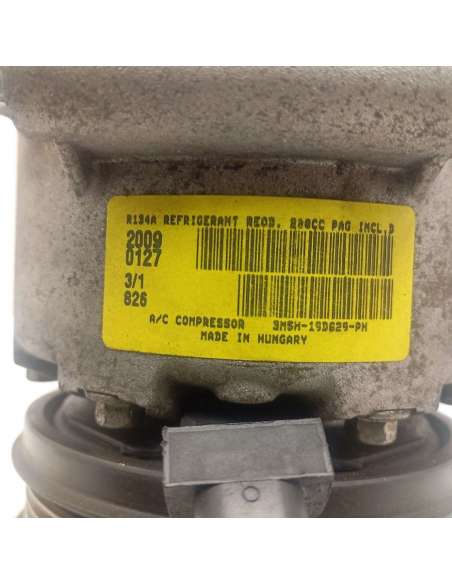 R134A REFRIGERANT REQD. 200CC PAG INCL.D
2009
0127
3/1
826
A/C COMPRESSOR 3M5H-19D629-PH
MADE IN HUNGARY